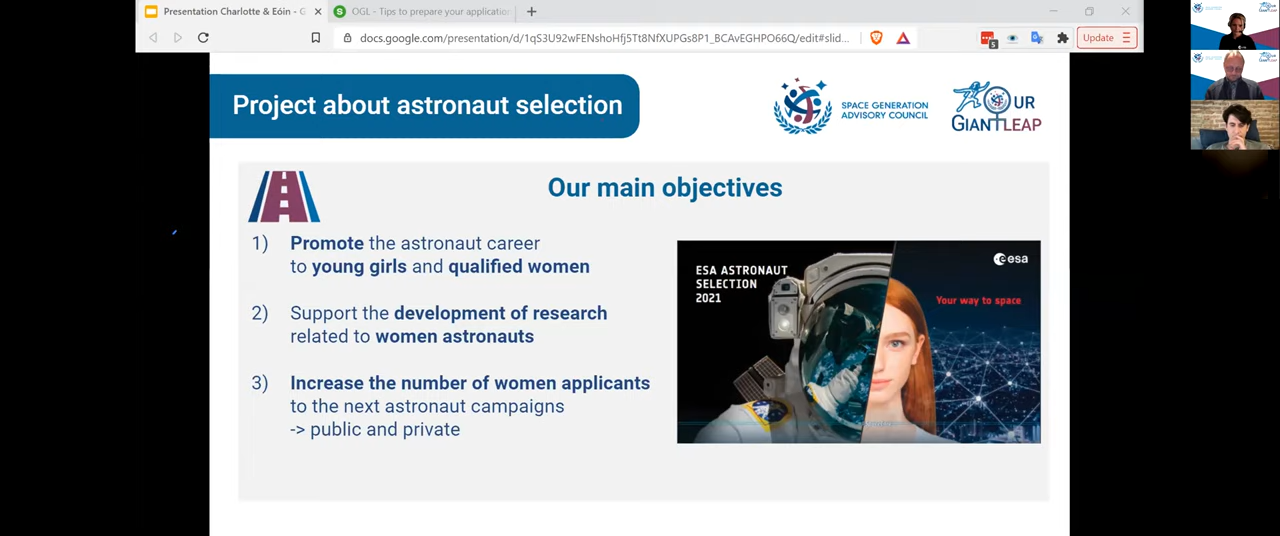 Presentation Charlotte & Eóin - G
OGL - Tips to prepare your application
docs.google.com/presentation/d/1qS3U92wFENshoHfj5Tt8NfXUPGs8P1_BCAvEGHPO66Q/edit#slid...
5
Update
Project about astronaut selection
SPACE GENERATION
ADVISORY COUNCIL
OUR
GIANTLEAP
Our main objectives
1) Promote the astronaut career
to young girls and qualified women
2) Support the development of research
related to women astronauts
3) Increase the number of women applicants
to the next astronaut campaigns
-> public and private
ESA ASTRONAUT
SELECTION
2021
esa
Your way to space